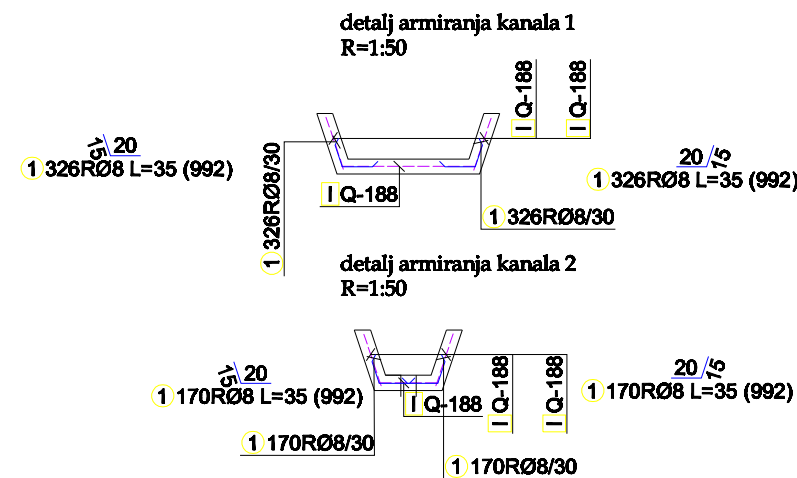 detalj armiranja kanala 1
R=1:50
I Q-188
I Q-188
15 20
1 326RØ8 L=35 (992)
1 326RØ8/30
I Q-188
1 326RØ8/30
20 15
1 326RØ8 L=35 (992)
detalj armiranja kanala 2
R=1:50
15 20
1 170RØ8 L=35 (992)
I Q-188
I Q-188
I Q-188
20 15
1 170RØ8 L=35 (992)
1 170RØ8/30
1 170RØ8/30